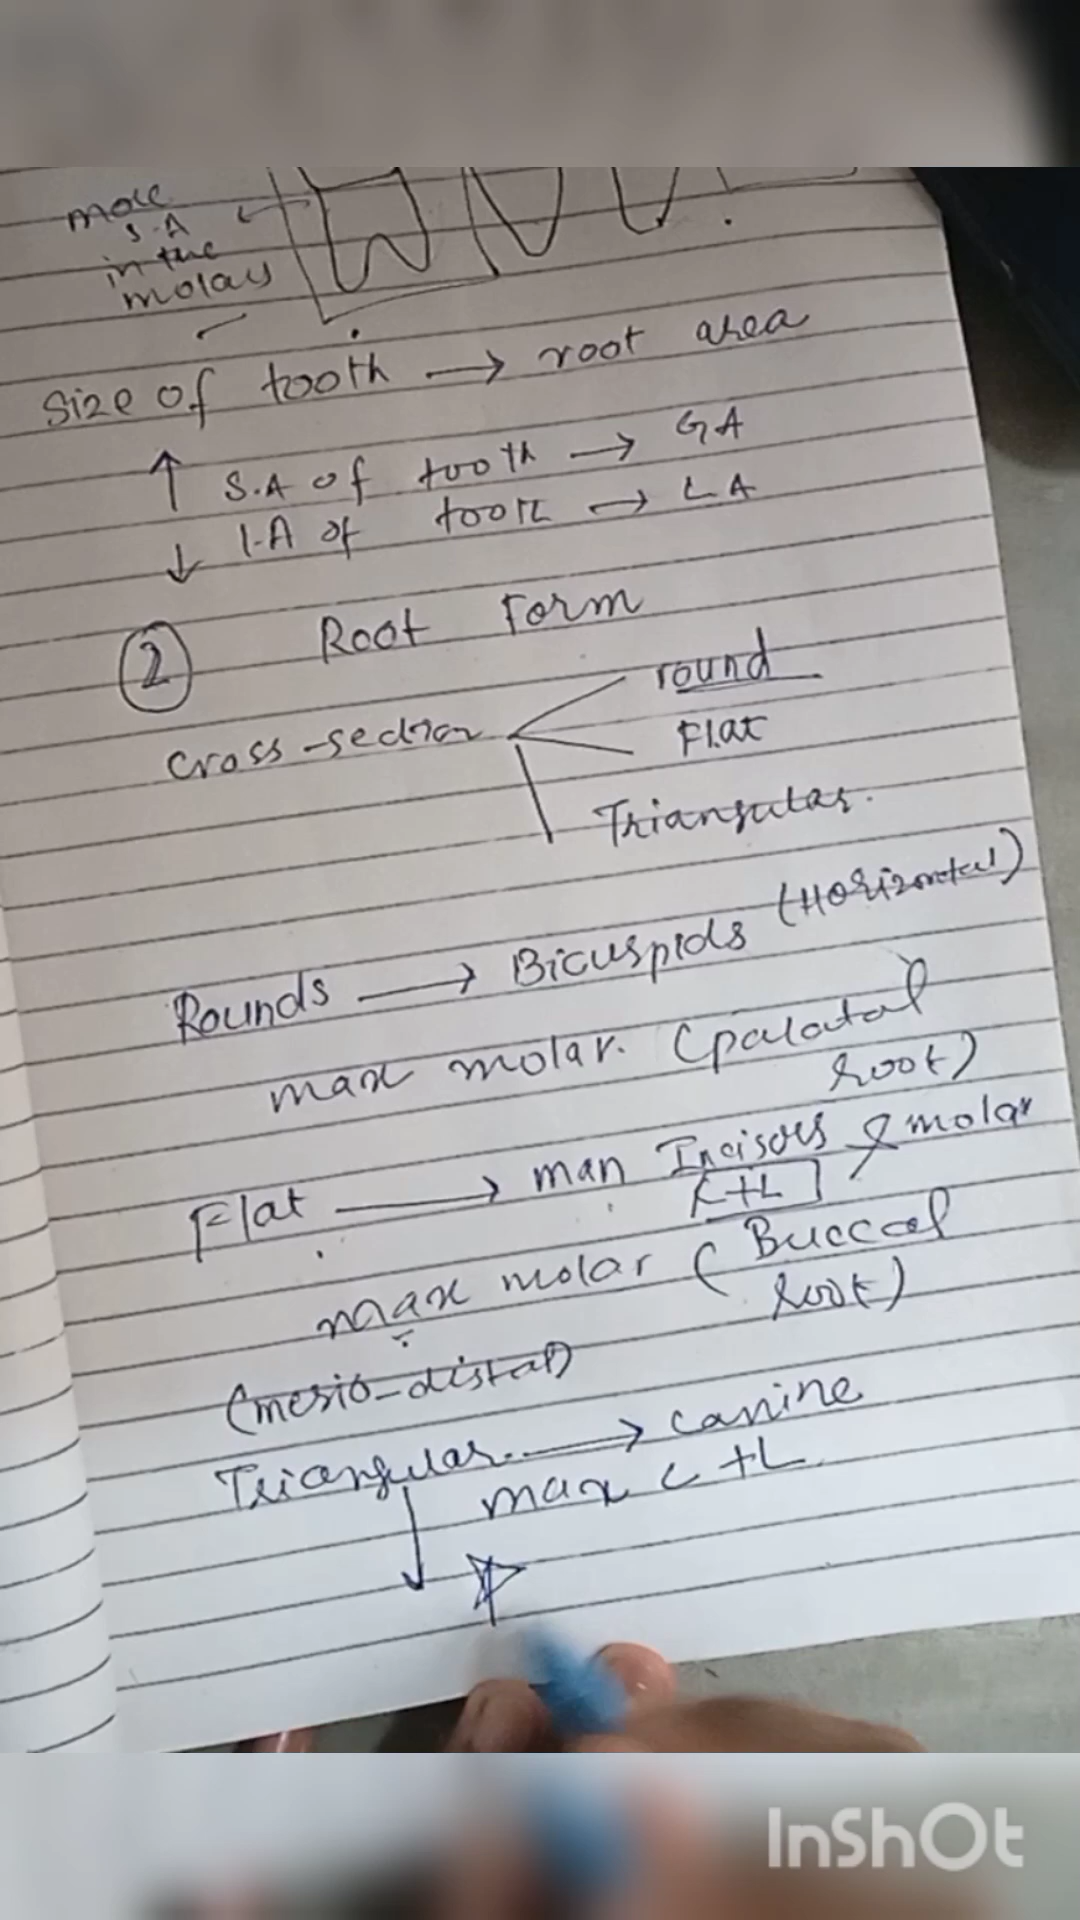 more
S.A
in the
molars
Size of tooth → root area
↑ S.A of tooth → GA
↓ I.A of tooth → LA
② Root Form
Cross-section
round
Flat
Triangular.
Rounds → Bicuspids (Horizontal)
max molar. (palatal
root)
Flat → man Incisors & molar
C+L
max molar (Buccal
root)
(mesio-distal)
Triangular → canine
max C+L.
InShOt